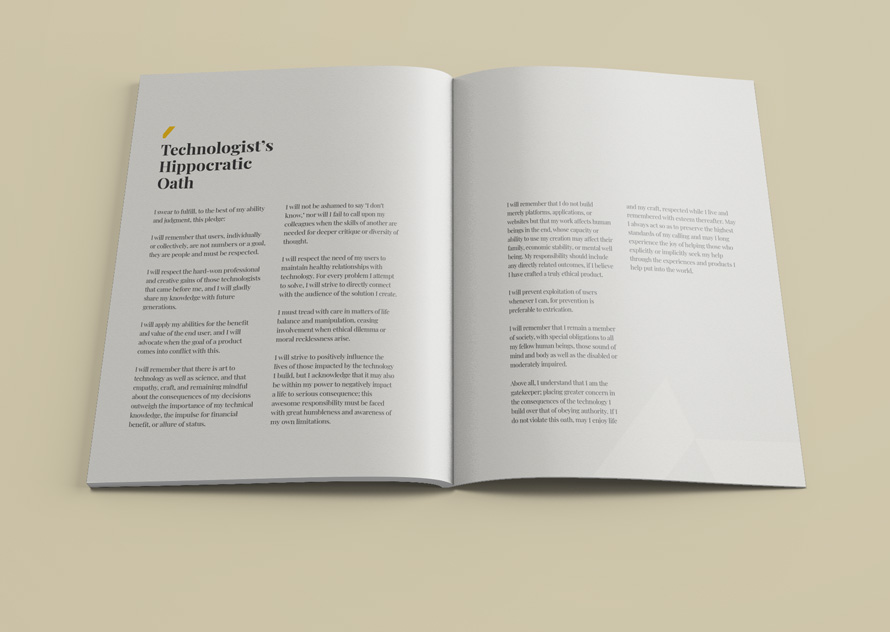 Technologist's
Hippocratic
Oath
I swear to fulfill, to the best of my ability
and judgment, this pledge:
I will remember that users, individually
or collectively, are not numbers or a goal,
they are people and must be respected.
I will respect the hard-won professional
and creative gains of those technologists
that came before me, and I will gladly
share my knowledge with future
generations.
I will apply my abilities for the benefit
and value of the end user, and I will
advocate when the goal of a product
comes into conflict with this.
I will remember that there is art to
technology as well as science, and that
empathy, craft, and remaining mindful
about the consequences of my decisions
outweigh the importance of my technical
knowledge, the impulse for financial
benefit, or allure of status.
I will not be ashamed to say "I don't
know," nor will I fail to call upon my
colleagues when the skills of another are
needed for deeper critique or diversity of
thought.
I will respect the need of my users to
maintain healthy relationships with
technology. For every problem I attempt
to solve, I will strive to directly connect
with the audience of the solution I create.
I must tread with care in matters of life
balance and manipulation, ceasing
involvement when ethical dilemma or
moral recklessness arise.
I will strive to positively influence the
lives of those impacted by the technology
I build, but I acknowledge that it may also
be within my power to negatively impact
a life to serious consequence; this
awesome responsibility must be faced
with great humbleness and awareness of
my own limitations.
I will remember that I do not build
merely platforms, applications, or
websites but that my work affects human
beings in the end, whose capacity or
ability to use my creation may affect their
family, economic stability, or mental well
being. My responsibility should include
any directly related outcomes, if I believe
I have crafted a truly ethical product.
I will prevent exploitation of users
whenever I can, for prevention is
preferable to extrication.
I will remember that I remain a member
of society, with special obligations to all
my fellow human beings, those sound of
mind and body as well as the disabled or
moderately impaired.
Above all, I understand that I am the
gatekeeper; placing greater concern in
the consequences of the technology I
build over that of obeying authority. If I
do not violate this oath, may I enjoy life
and my craft, respected while I live and
remembered with esteem thereafter. May
I always act so as to preserve the highest
standards of my calling and may I long
experience the joy of helping those who
explicitly or implicitly seek my help
through the experiences and products I
help put into the world.